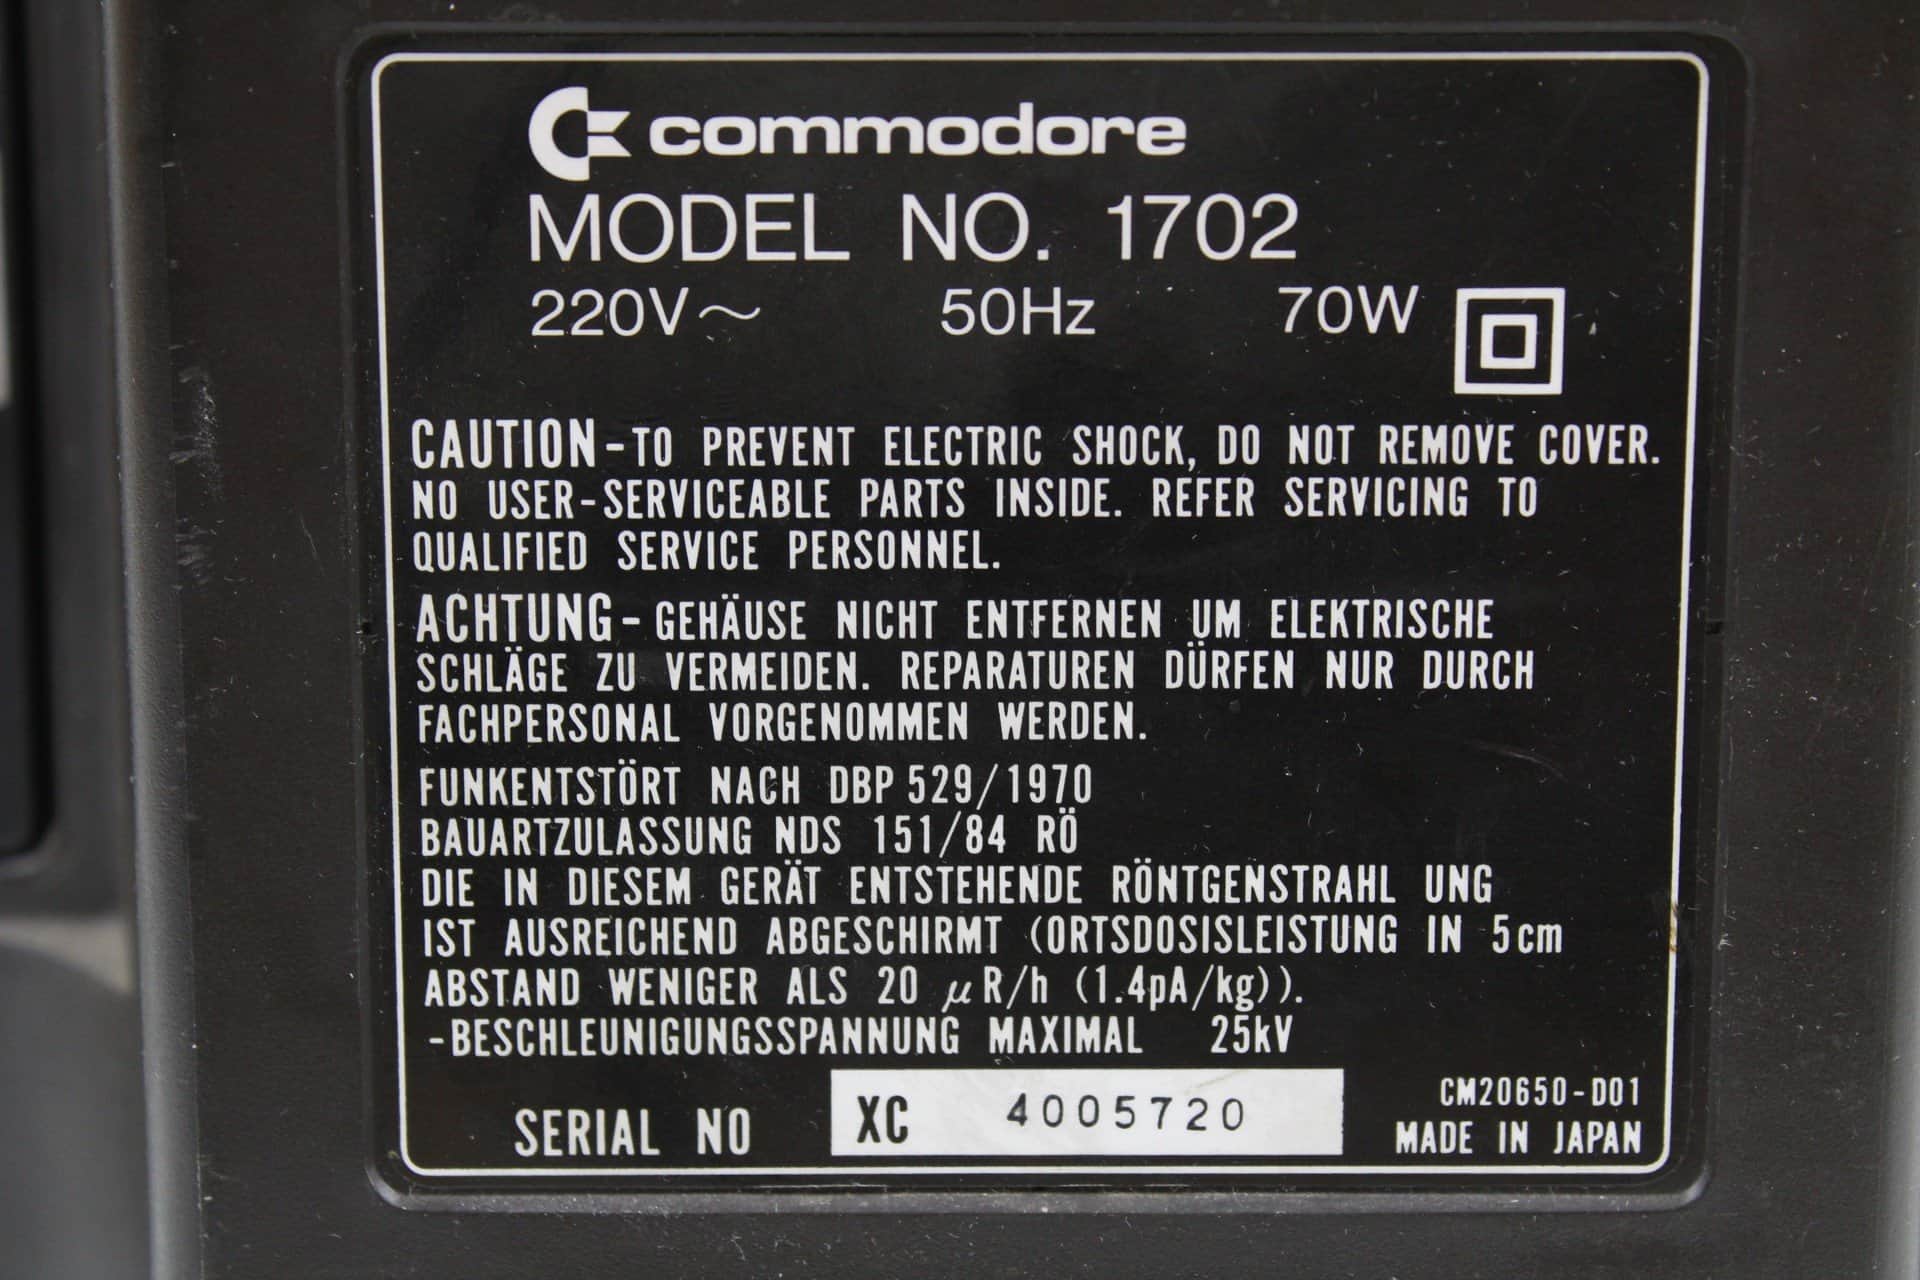 commodore
MODEL NO. 1702
220V~ 50Hz 70W
CAUTION-TO PREVENT ELECTRIC SHOCK, DO NOT REMOVE COVER.
NO USER-SERVICEABLE PARTS INSIDE. REFER SERVICING TO
QUALIFIED SERVICE PERSONNEL.
ACHTUNG-GEHÄUSE NICHT ENTFERNEN UM ELEKTRISCHE
SCHLÄGE ZU VERMEIDEN. REPARATUREN DÜRFEN NUR DURCH
FACHPERSONAL VORGENOMMEN WERDEN.
FUNKENTSTÖRT NACH DBP 529/1970
BAUARTZULASSUNG NDS 151/84 RÖ
DIE IN DIESEM GERÄT ENTSTEHENDE RÖNTGENSTRAHL UNG
IST AUSREICHEND ABGESCHIRMT (ORTSDOSISLEISTUNG IN 5cm
ABSTAND WENIGER ALS 20 μR/h (1.4pA/kg)).
-BESCHLEUNIGUNGSSPANNUNG MAXIMAL 25kV
SERIAL NO XC 4005720
CM20650-D01
MADE IN JAPAN